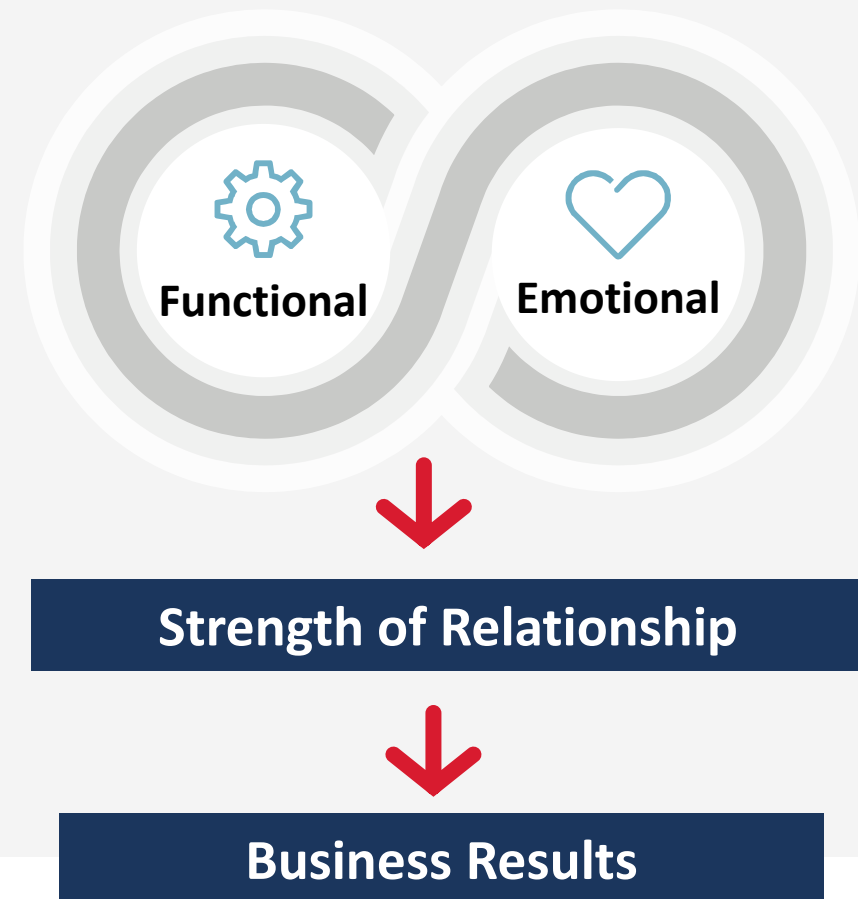 Functional
Emotional
Strength of Relationship
Business Results